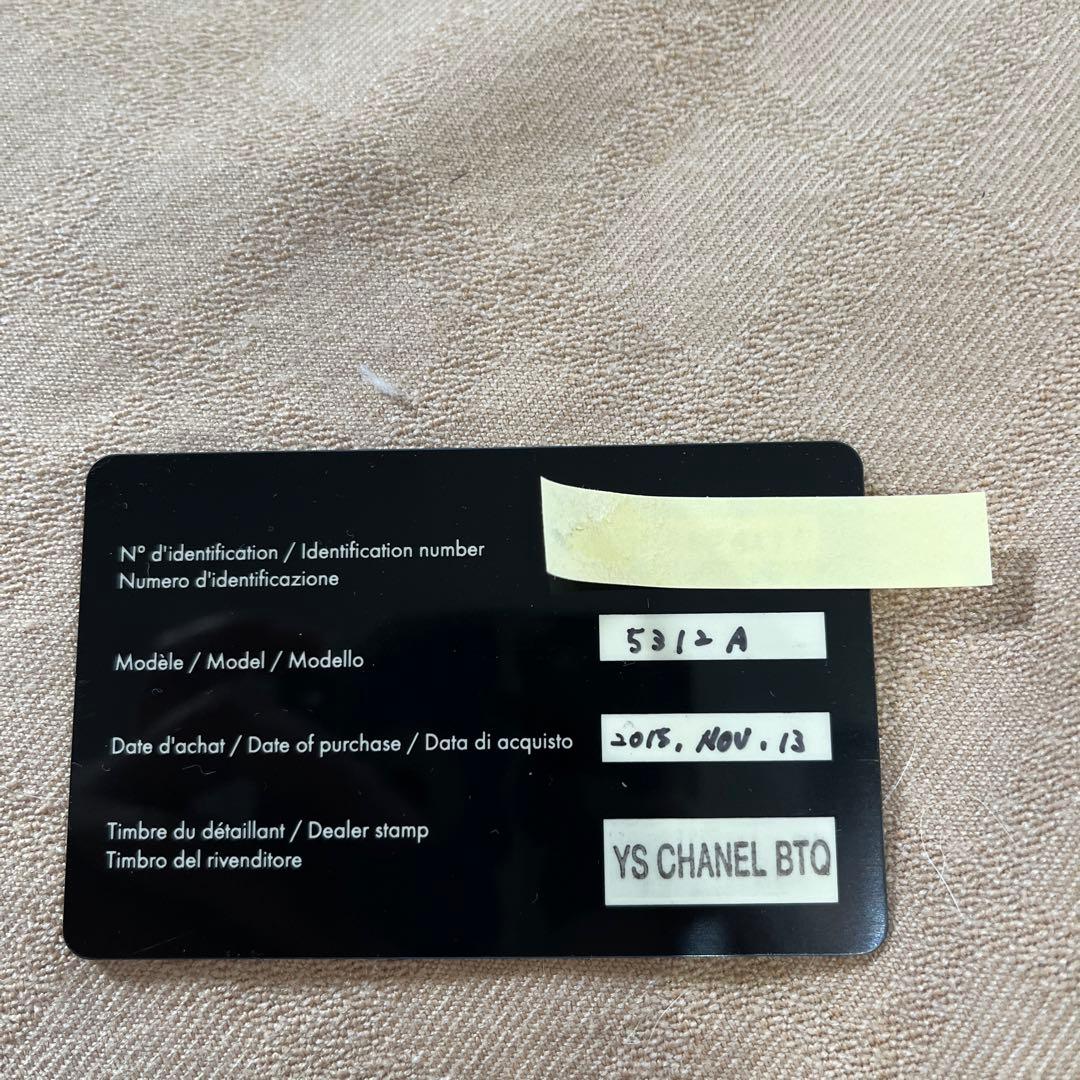 N° d'identification / Identification number
Numero d'identificazione
Modèle / Model / Modello
5312A
Date d'achat / Date of purchase / Data di acquisto
2015. NOV. 13
Timbre du détaillant / Dealer stamp
Timbro del rivenditore
YS CHANEL BTQ